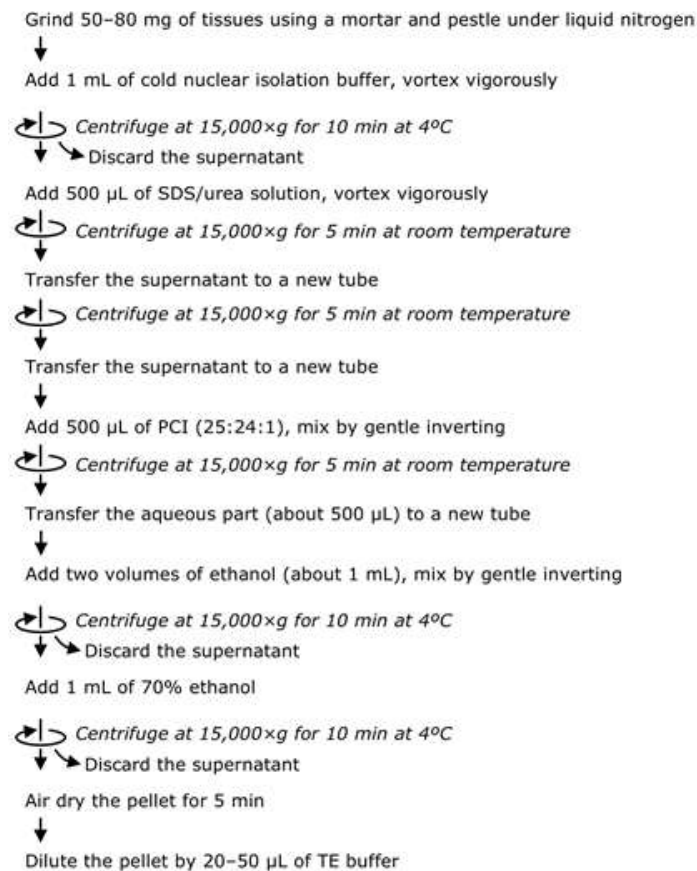 Grind 50–80 mg of tissues using a mortar and pestle under liquid nitrogen
Add 1 mL of cold nuclear isolation buffer, vortex vigorously
Centrifuge at 15,000×g for 10 min at 4ºC
Discard the supernatant
Add 500 µL of SDS/urea solution, vortex vigorously
Centrifuge at 15,000×g for 5 min at room temperature
Transfer the supernatant to a new tube
Centrifuge at 15,000×g for 5 min at room temperature
Transfer the supernatant to a new tube
Add 500 µL of PCI (25:24:1), mix by gentle inverting
Centrifuge at 15,000×g for 5 min at room temperature
Transfer the aqueous part (about 500 µL) to a new tube
Add two volumes of ethanol (about 1 mL), mix by gentle inverting
Centrifuge at 15,000×g for 10 min at 4ºC
Discard the supernatant
Add 1 mL of 70% ethanol
Centrifuge at 15,000×g for 10 min at 4ºC
Discard the supernatant
Air dry the pellet for 5 min
Dilute the pellet by 20–50 µL of TE buffer